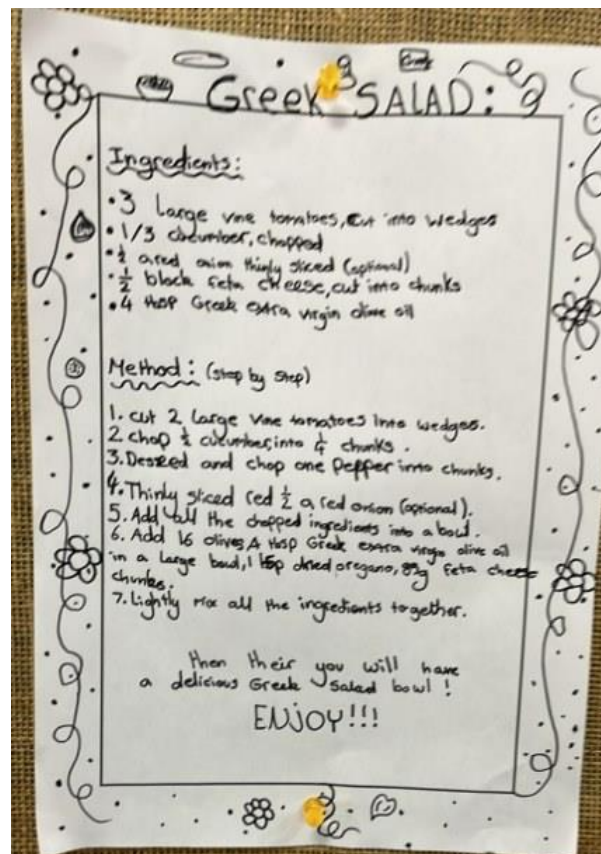 Greek SALAD:
Ingredients:
• 3 Large vine tomatoes, cut into wedges
• 1/3 cucumber, chopped
• ½ a red onion thinly sliced (optional)
• ½ block feta cheese, cut into chunks
• 4 tbsp Greek extra virgin olive oil
Method: (step by step)
1. cut 2 large vine tomatoes into wedges.
2. chop ½ cucumber, into ¼ chunks.
3. Deseed and chop one pepper into chunks.
4. Thinly sliced red ½ a red onion (optional).
5. Add all the chopped ingredients into a bowl.
6. Add 16 olives, 4 tbsp Greek extra virgin olive oil
in a large bowl, 1 tsp dried oregano, feta cheese
chunks.
7. Lightly mix all the ingredients together.
then their you will have
a delicious Greek salad bowl!
ENJOY!!!